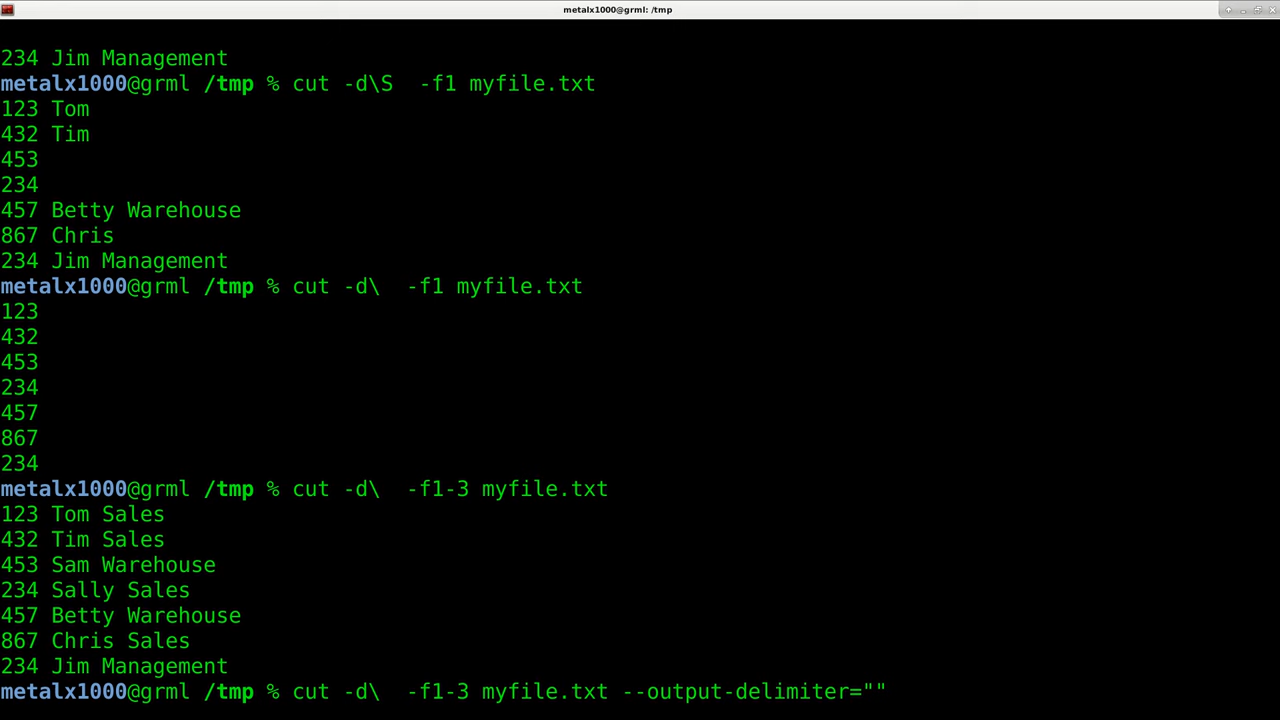 metalx1000@grml: /tmp
234 Jim Management
metalx1000@grml /tmp % cut -d\S  -f1 myfile.txt
123 Tom
432 Tim
453
234
457 Betty Warehouse
867 Chris
234 Jim Management
metalx1000@grml /tmp % cut -d\  -f1 myfile.txt
123
432
453
234
457
867
234
metalx1000@grml /tmp % cut -d\  -f1-3 myfile.txt
123 Tom Sales
432 Tim Sales
453 Sam Warehouse
234 Sally Sales
457 Betty Warehouse
867 Chris Sales
234 Jim Management
metalx1000@grml /tmp % cut -d\  -f1-3 myfile.txt --output-delimiter=""